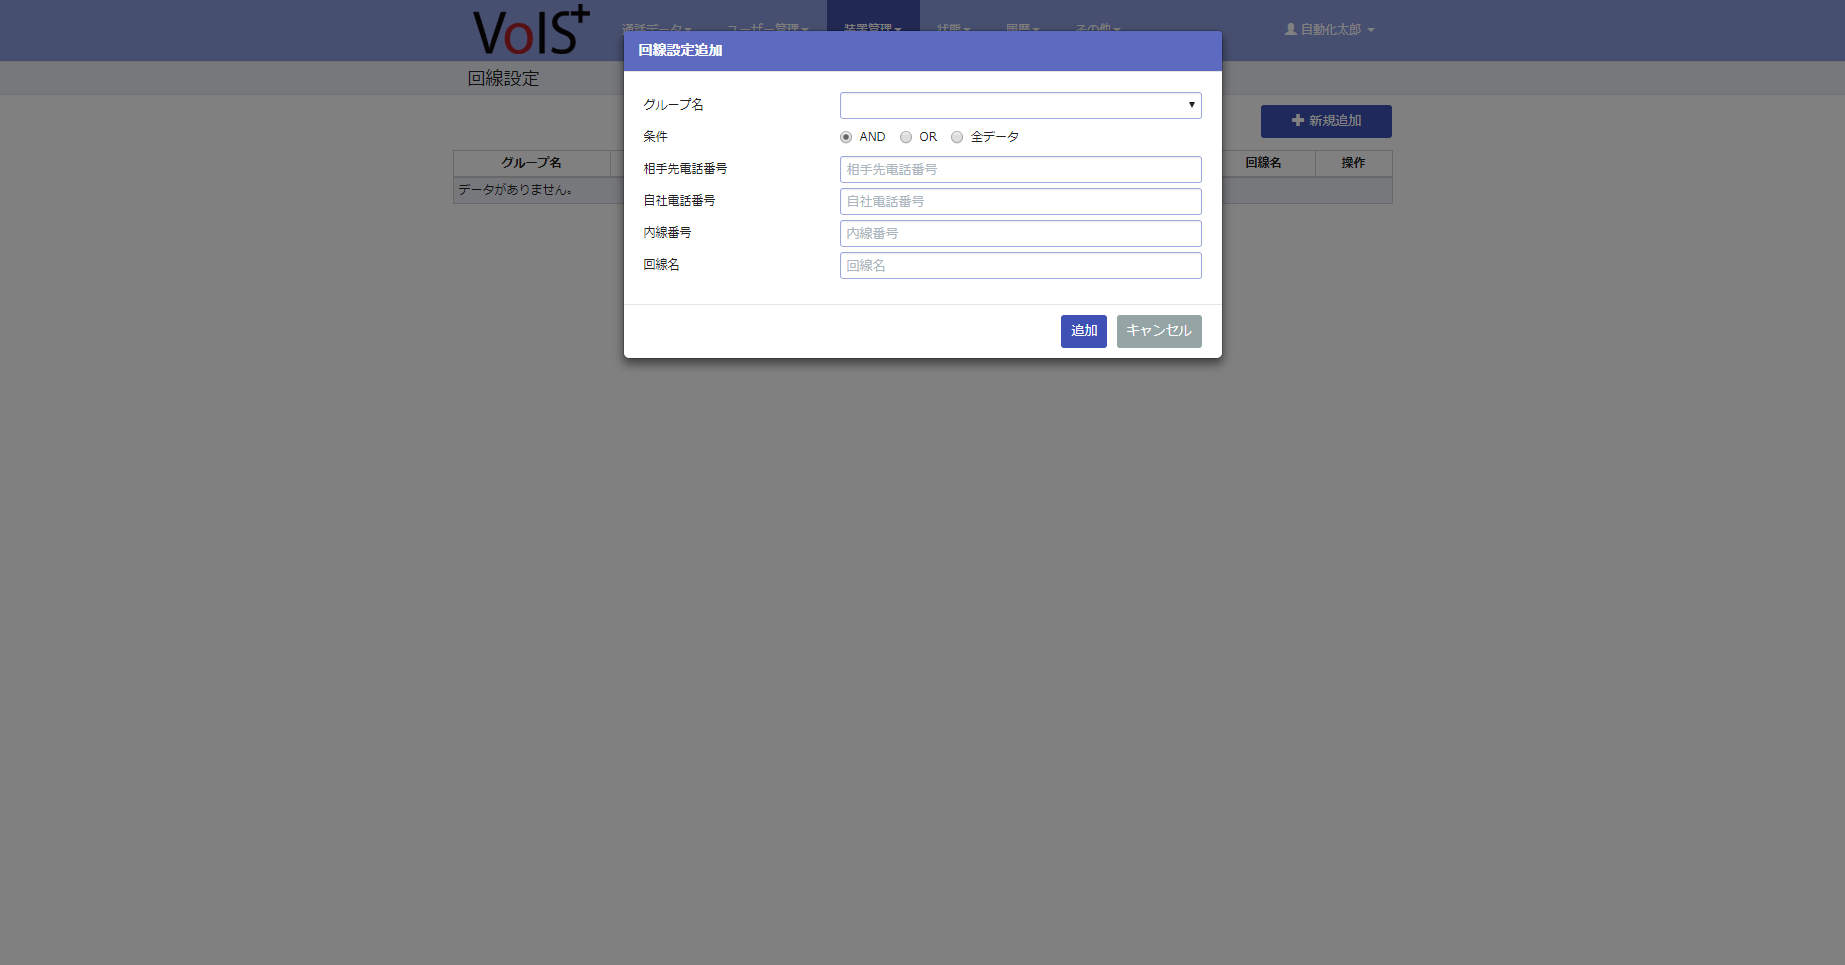 VoIS+
通話データ
ユーザー管理
装置管理
状態
履歴
その他
自動化太郎
回線設定追加
回線設定
グループ名
新規追加
条件
AND
OR
全データ
グループ名
回線名
操作
相手先電話番号
相手先電話番号
データがありません。
自社電話番号
自社電話番号
内線番号
内線番号
回線名
回線名
追加
キャンセル